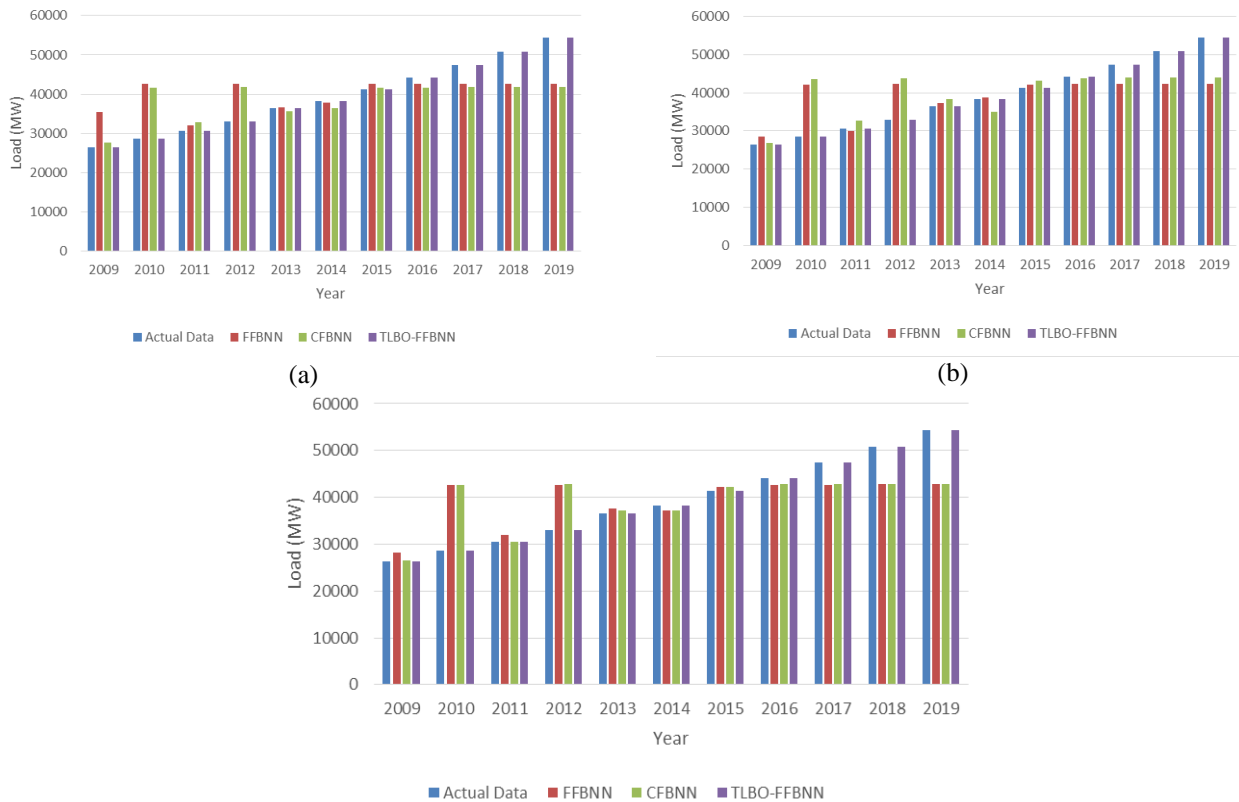 60000
50000
40000
30000
20000
10000
0
Load (MW)
2009 2010 2011 2012 2013 2014 2015 2016 2017 2018 2019
Year
Actual Data FFBNN CFBNN TLBO-FFBNN
(a)
60000
50000
40000
30000
20000
10000
0
Load (MW)
2009 2010 2011 2012 2013 2014 2015 2016 2017 2018 2019
Year
Actual Data FFBNN CFBNN TLBO-FFBNN
(b)
60000
50000
40000
30000
20000
10000
0
Load (MW)
2009 2010 2011 2012 2013 2014 2015 2016 2017 2018 2019
Year
Actual Data FFBNN CFBNN TLBO-FFBNN